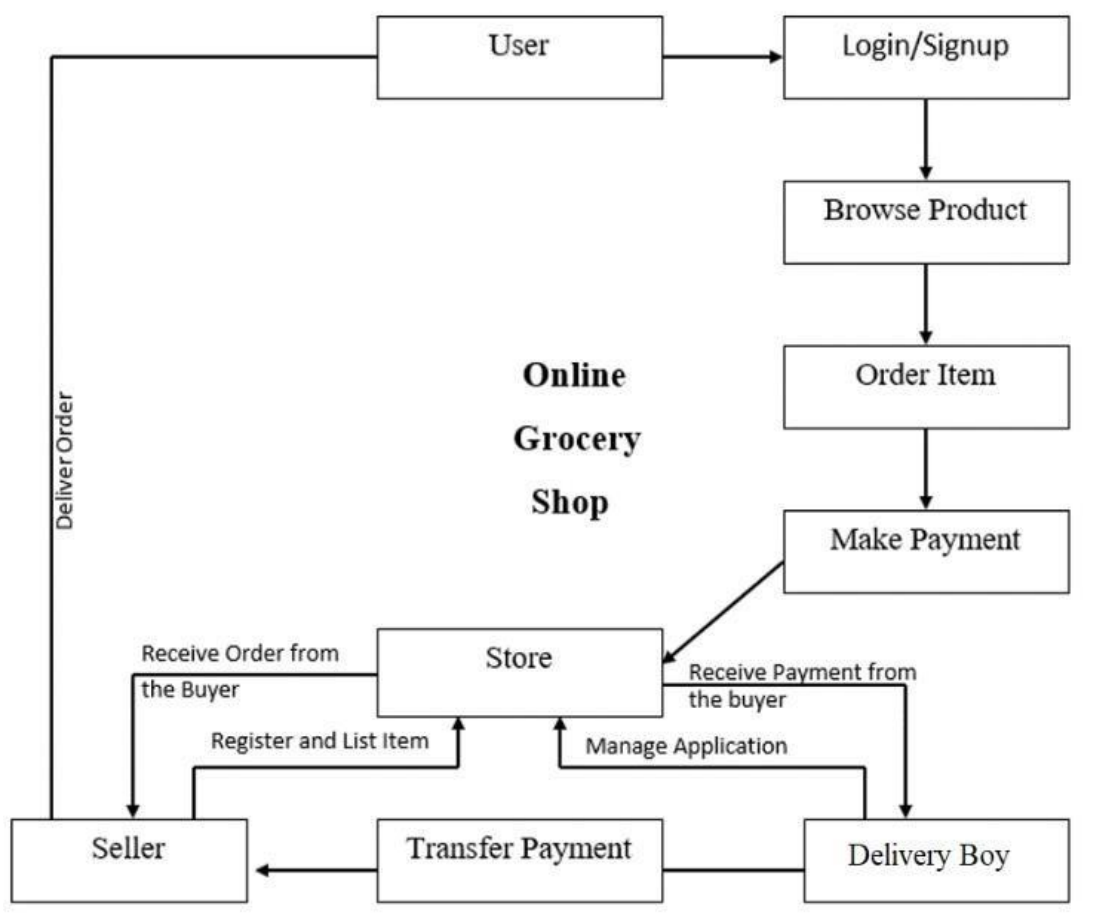 User
Login/Signup
Browse Product
Order Item
Make Payment
Online
Grocery
Shop
Deliver Order
Store
Receive Order from
the Buyer
Receive Payment from
the buyer
Register and List Item
Manage Application
Seller
Transfer Payment
Delivery Boy